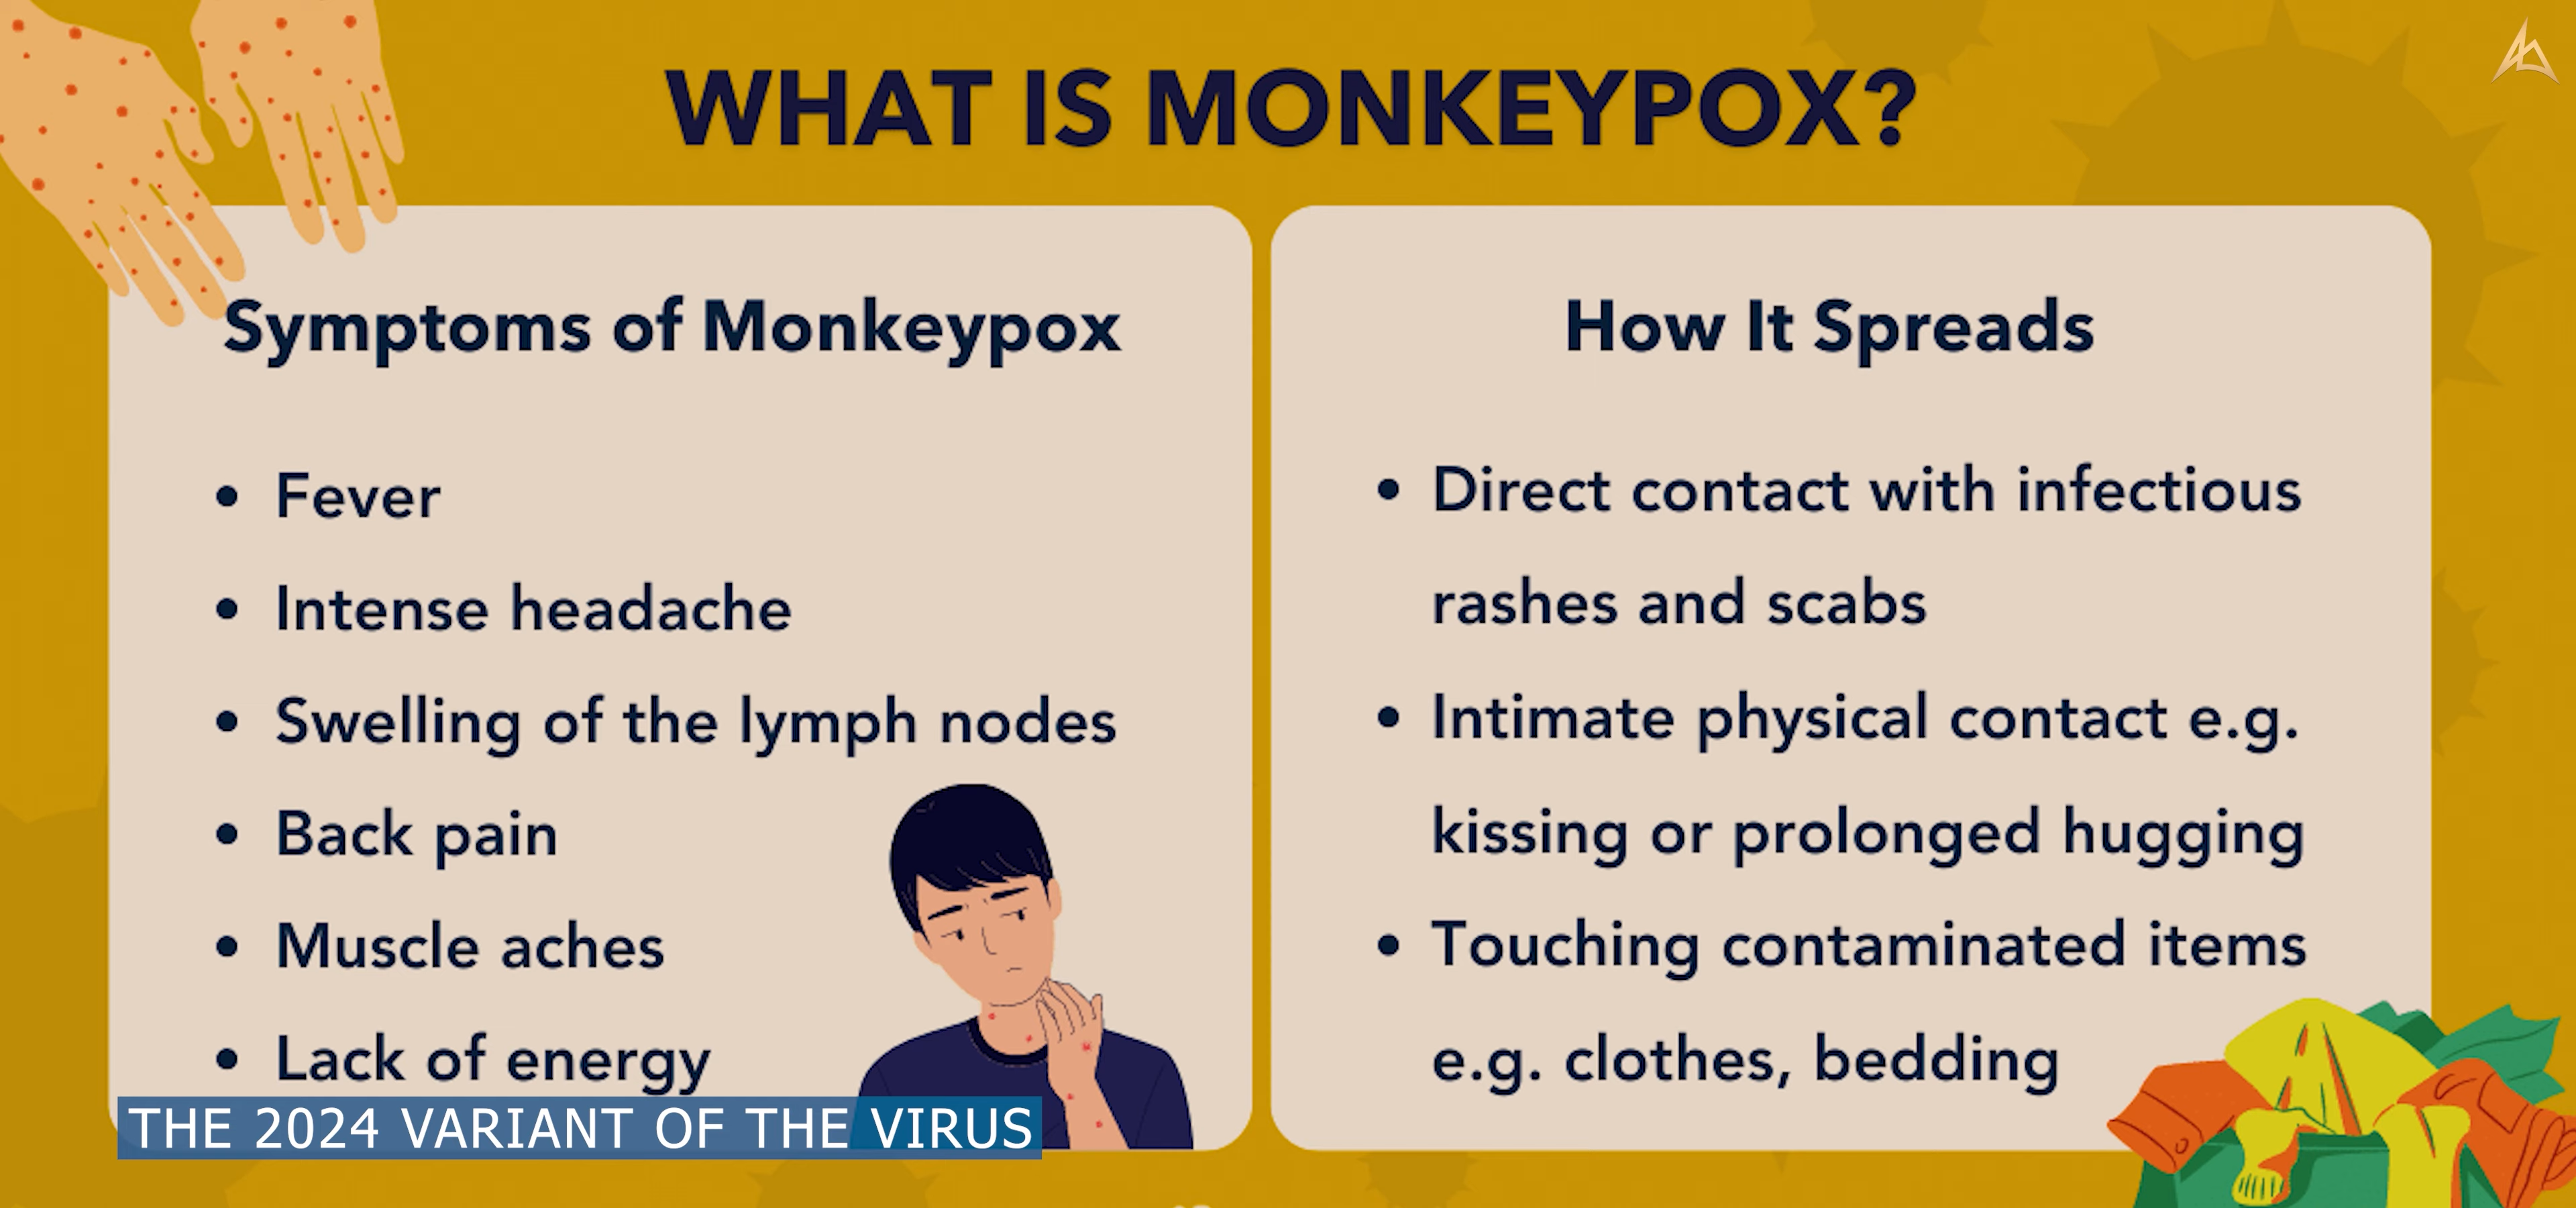 WHAT IS MONKEYPOX?
Symptoms of Monkeypox
• Fever
• Intense headache
• Swelling of the lymph nodes
• Back pain
• Muscle aches
• Lack of energy
How It Spreads
• Direct contact with infectious
rashes and scabs
• Intimate physical contact e.g.
kissing or prolonged hugging
• Touching contaminated items
e.g. clothes, bedding
THE 2024 VARIANT OF THE VIRUS